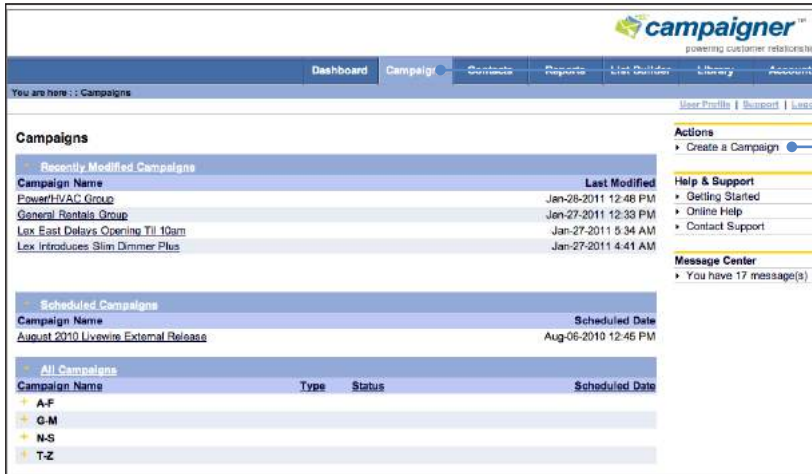 campaigner™
powering customer relationship
Dashboard Campaigns Contacts Reports List Builder Library Account
You are here : : Campaigns
User Profile | Support |
Campaigns
Recently Modified Campaigns
Campaign Name Last Modified
Power/HVAC Group Jan-28-2011 12:48 PM
General Rentals Group Jan-27-2011 12:33 PM
Lex East Delays Opening Til 10am Jan-27-2011 5:34 AM
Lex Introduces Slim Dimmer Plus Jan-27-2011 4:41 AM
Scheduled Campaigns
Campaign Name Scheduled Date
August 2010 Livewire External Release Aug-06-2010 12:45 PM
All Campaigns
Campaign Name Type Status Scheduled Date
A-F
G-M
N-S
T-Z
Actions
Create a Campaign
Help & Support
Getting Started
Online Help
Contact Support
Message Center
You have 17 message(s)